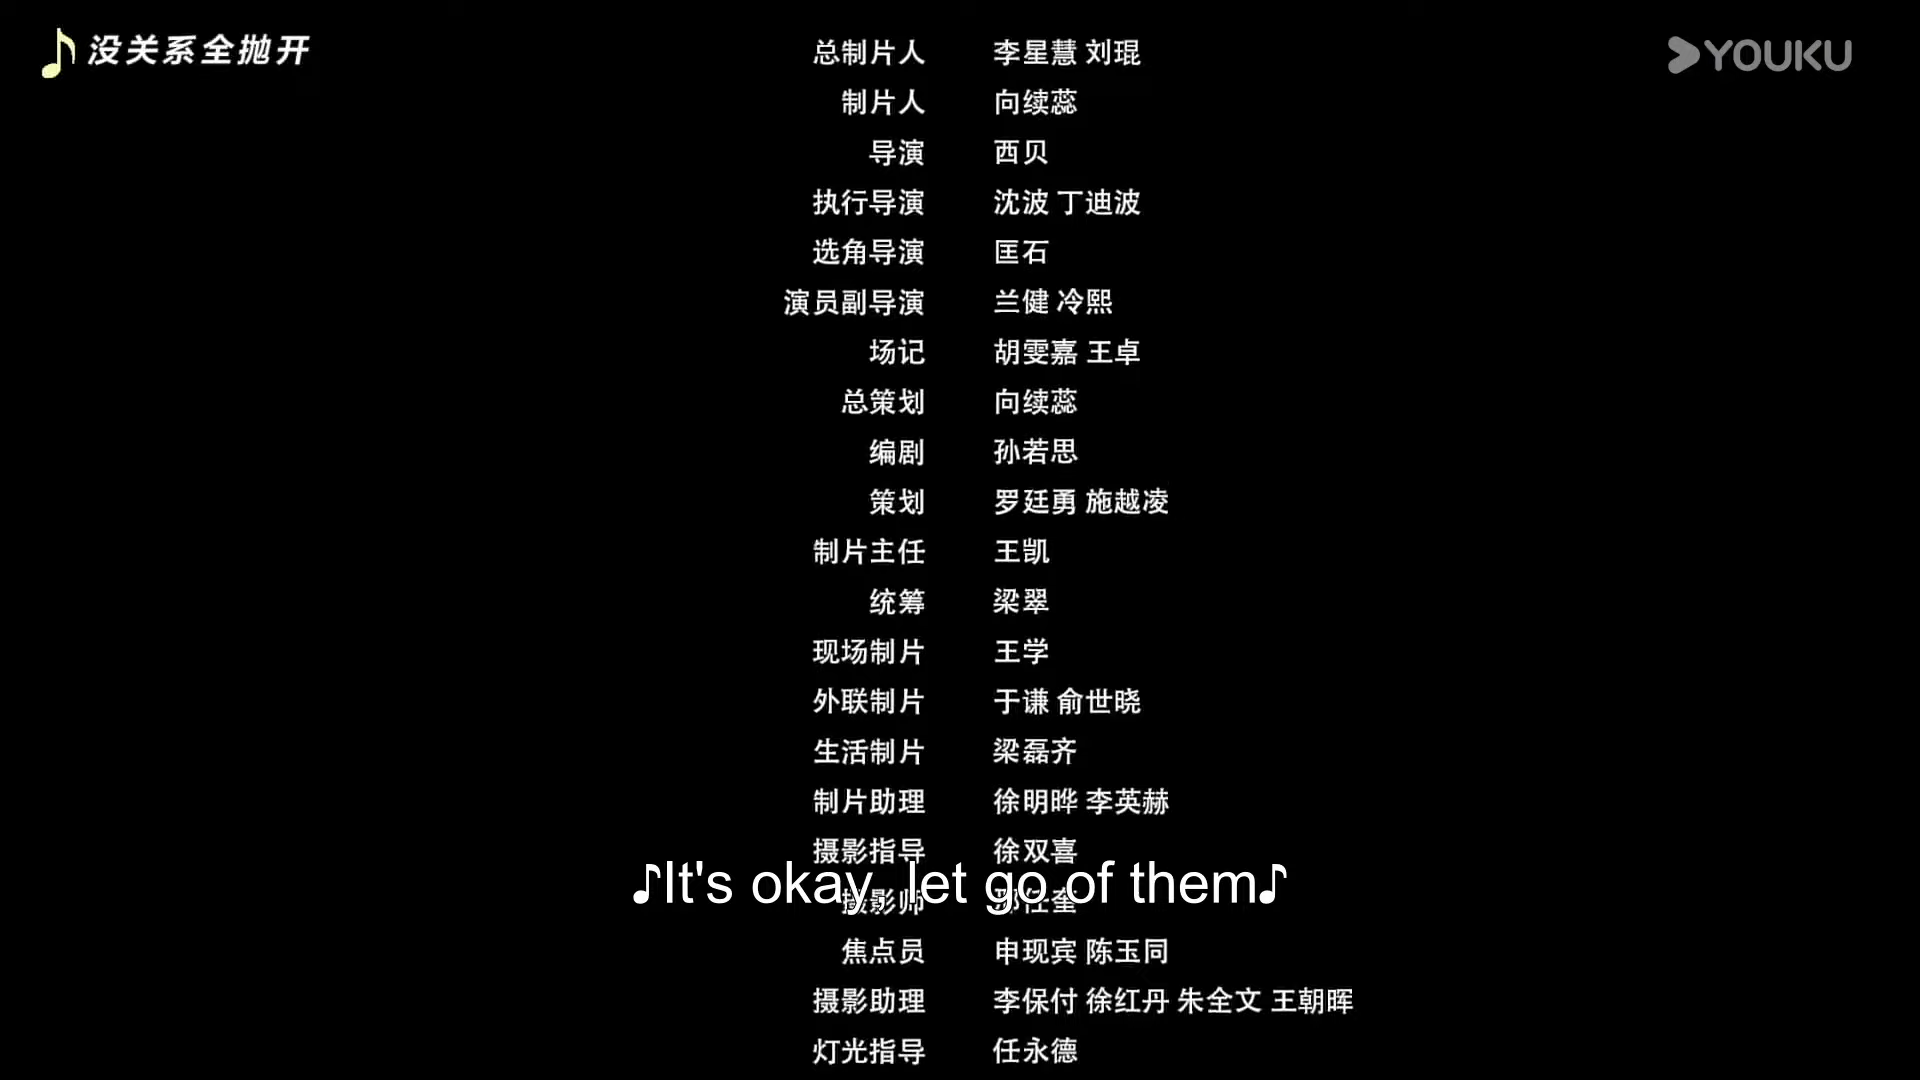 没关系全抛开
YOUKU
总制片人 李星慧 刘琨
制片人 向续蕊
导演 西贝
执行导演 沈波 丁迪波
选角导演 匡石
演员副导演 兰健 冷熙
场记 胡雯嘉 王卓
总策划 向续蕊
编剧 孙若思
策划 罗廷勇 施越凌
制片主任 王凯
统筹 梁翠
现场制片 王学
外联制片 于谦 俞世晓
生活制片 梁磊齐
制片助理 徐明晔 李英赫
摄影指导 徐双喜
♪It's okay, let go of them♪
摄影师
焦点员 申现宾 陈玉同
摄影助理 李保付 徐红丹 朱全文 王朝晖
灯光指导 任永德